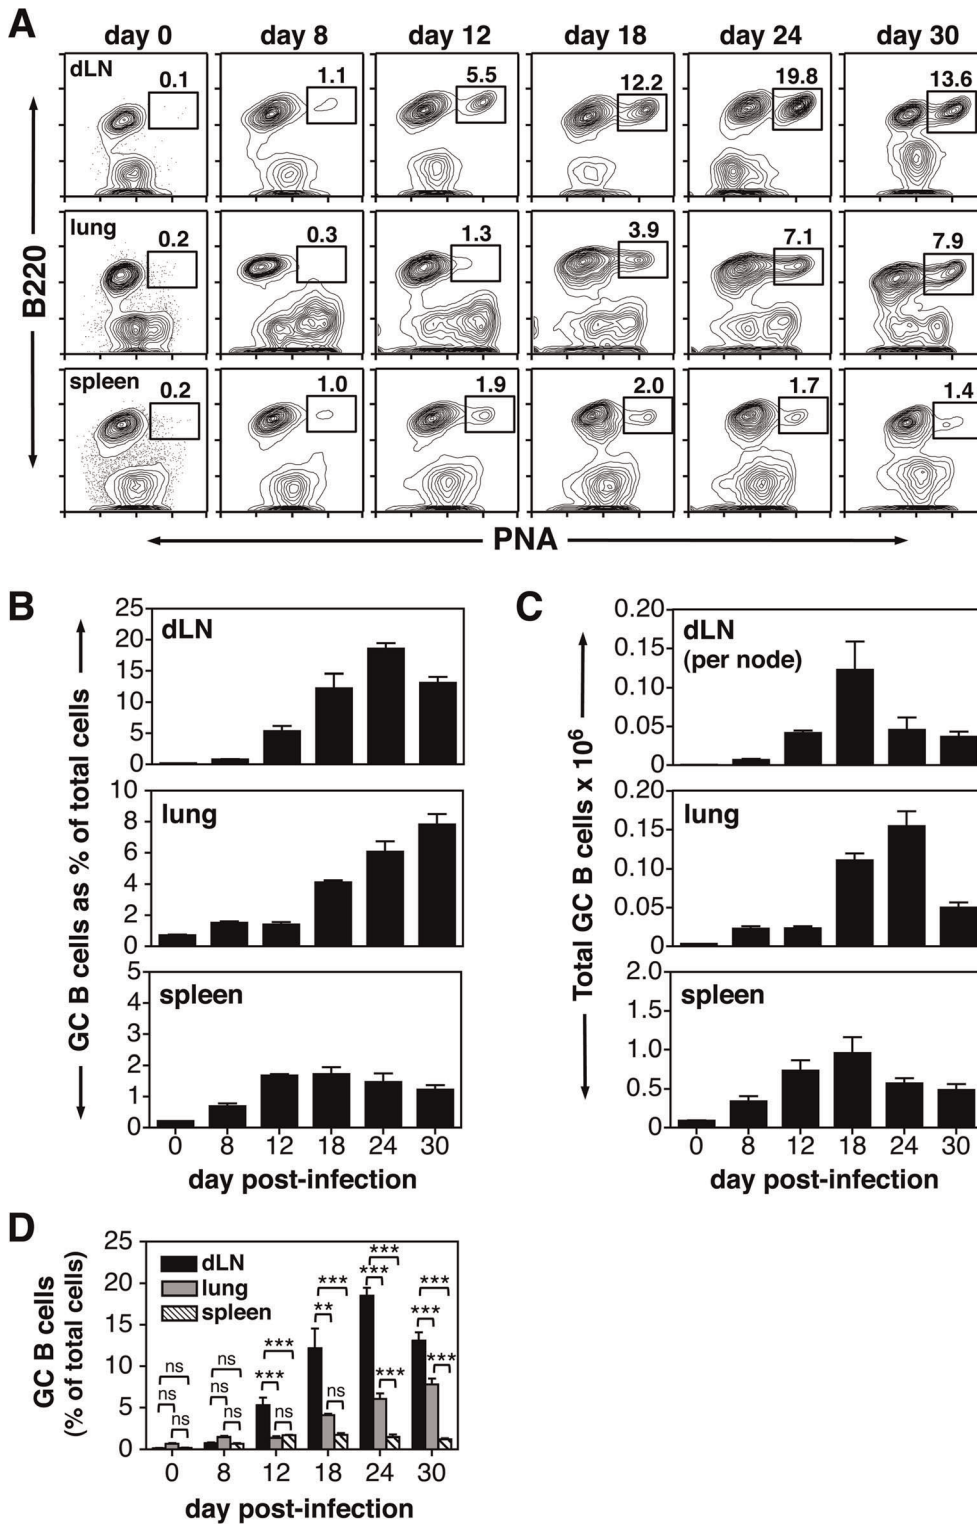 A
day 0 day 8 day 12 day 18 day 24 day 30
dLN
0.1 1.1 5.5 12.2 19.8 13.6
lung
0.2 0.3 1.3 3.9 7.1 7.9
spleen
0.2 1.0 1.9 2.0 1.7 1.4
B220
PNA
B
GC B cells as % of total cells
25
20
15
10
5
0
dLN
10
8
6
4
2
0
lung
5
4
3
2
1
0
spleen
0 8 12 18 24 30
day post-infection
C
Total GC B cells x 10⁶
0.20
0.15
0.10
0.05
0
dLN
(per node)
0.20
0.15
0.10
0.05
0
lung
2.0
1.5
1.0
0.5
0
spleen
0 8 12 18 24 30
day post-infection
D
GC B cells
(% of total cells)
25
20
15
10
5
0
dLN
lung
spleen
ns
ns
ns
ns
ns
ns
***
***
ns
***
**
ns
***
***
***
***
***
***
0 8 12 18 24 30
day post-infection